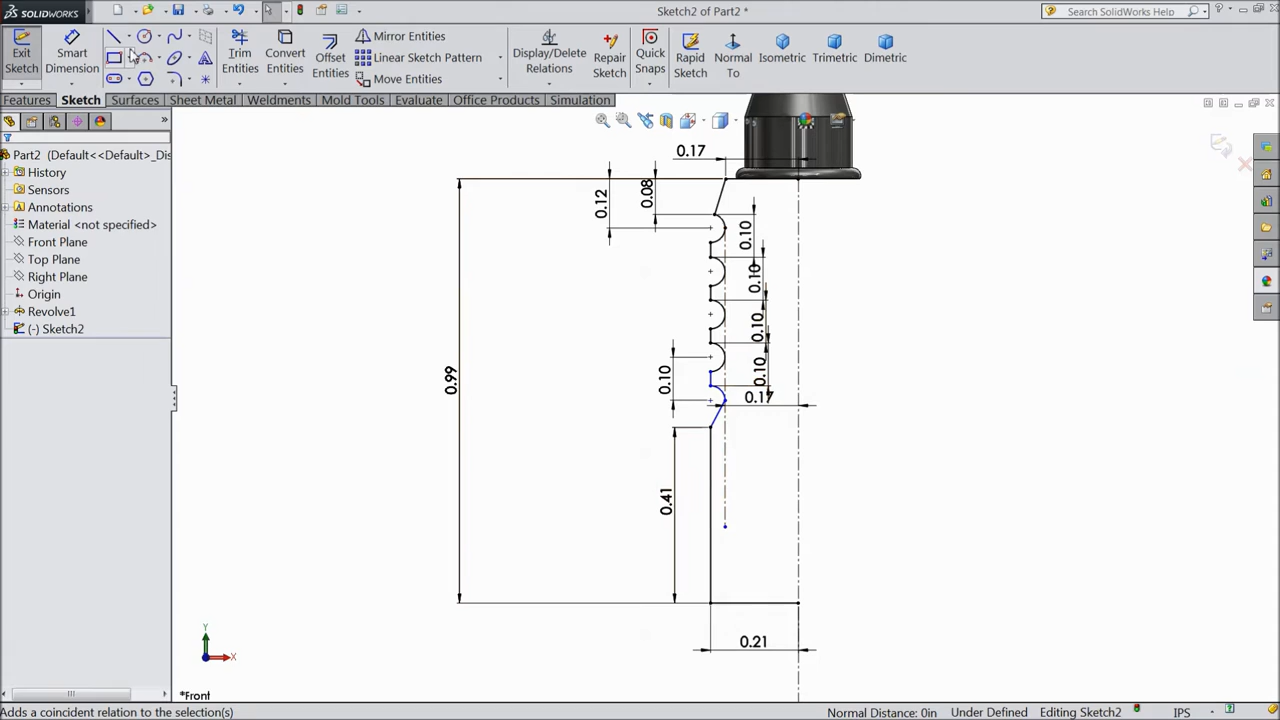 SOLIDWORKS
Sketch2 of Part2 *
Search SolidWorks Help
Exit Sketch
Smart Dimension
Trim Entities
Convert Entities
Offset Entities
Mirror Entities
Linear Sketch Pattern
Move Entities
Display/Delete Relations
Repair Sketch
Quick Snaps
Rapid Sketch
Normal To
Isometric
Trimetric
Dimetric
Features
Sketch
Surfaces
Sheet Metal
Weldments
Mold Tools
Evaluate
Office Products
Simulation
Part2 (Default<<Default>_Dis
History
Sensors
Annotations
Material <not specified>
Front Plane
Top Plane
Right Plane
Origin
Revolve1
(-) Sketch2
0.17
0.12
0.08
0.10
0.10
0.10
0.10
0.10
0.17
0.99
0.41
0.21
Y
X
*Front
Adds a coincident relation to the selection(s)
Normal Distance: 0in
Under Defined
Editing Sketch2
IPS